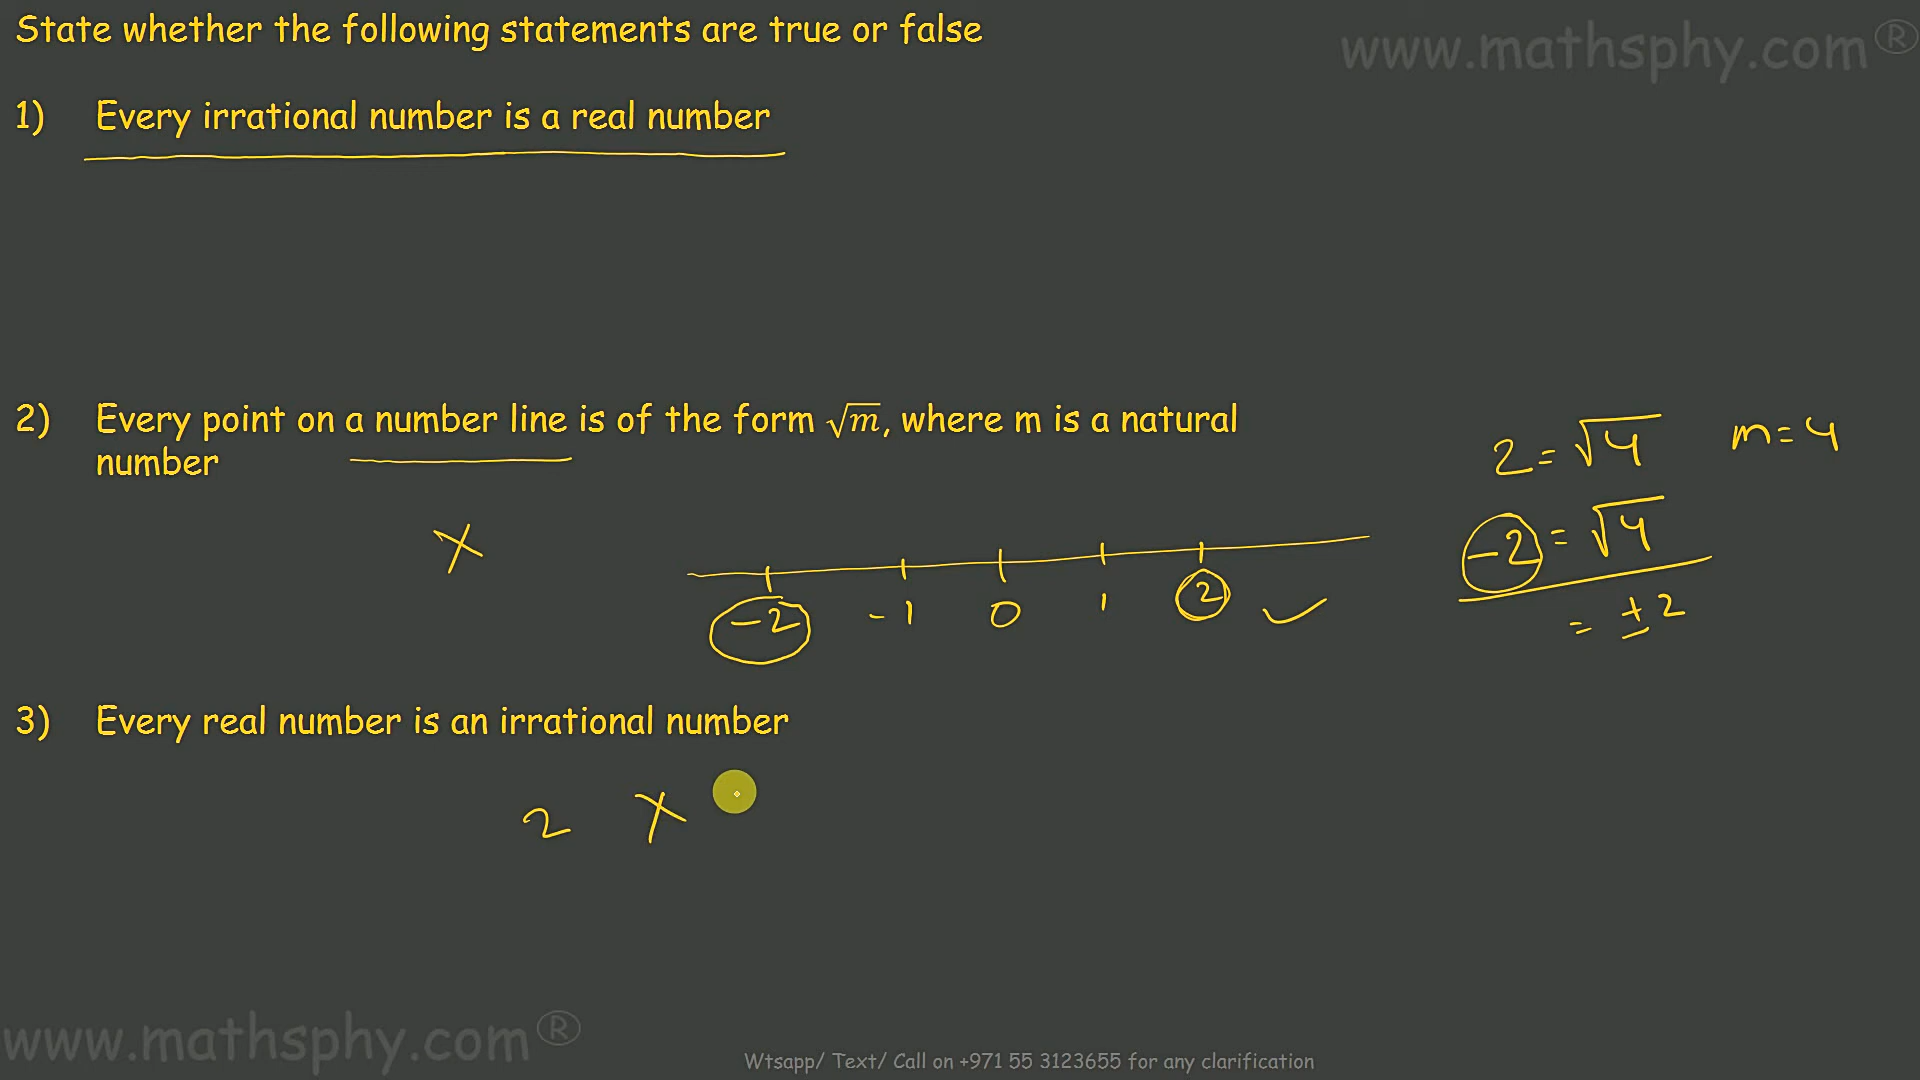 State whether the following statements are true or false
www.mathsphy.com®
1) Every irrational number is a real number
2) Every point on a number line is of the form √m, where m is a natural
number
2 = √4 m = 4
-2 = √4
= ±2
X
-2 -1 0 1 2 ✓
3) Every real number is an irrational number
2 X
www.mathsphy.com®
Wtsapp/ Text/ Call on +971 55 3123655 for any clarification